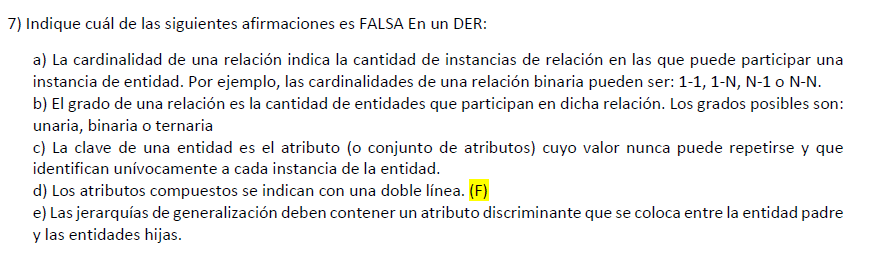 7) Indique cuál de las siguientes afirmaciones es FALSA En un DER:
a) La cardinalidad de una relación indica la cantidad de instancias de relación en las que puede participar una
instancia de entidad. Por ejemplo, las cardinalidades de una relación binaria pueden ser: 1-1, 1-N, N-1 o N-N.
b) El grado de una relación es la cantidad de entidades que participan en dicha relación. Los grados posibles son:
unaria, binaria o ternaria
c) La clave de una entidad es el atributo (o conjunto de atributos) cuyo valor nunca puede repetirse y que
identifican unívocamente a cada instancia de la entidad.
d) Los atributos compuestos se indican con una doble línea. (F)
e) Las jerarquías de generalización deben contener un atributo discriminante que se coloca entre la entidad padre
y las entidades hijas.